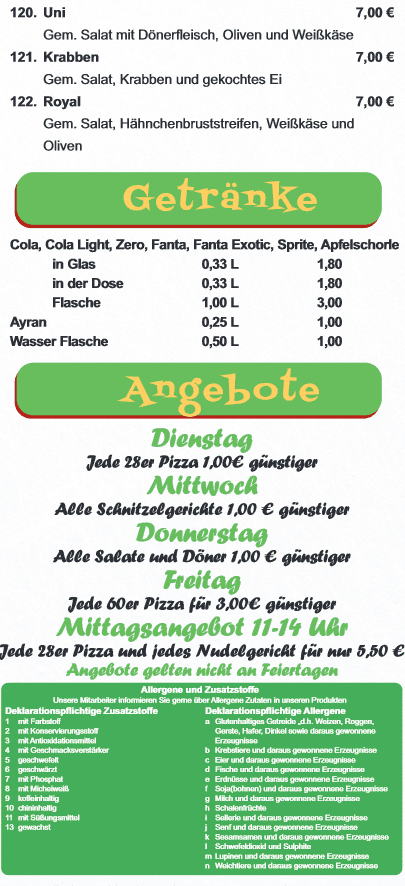 120. Uni 7,00 €
Gem. Salat mit Dönerfleisch, Oliven und Weißkäse
121. Krabben 7,00 €
Gem. Salat, Krabben und gekochtes Ei
122. Royal 7,00 €
Gem. Salat, Hähnchenbruststreifen, Weißkäse und
Oliven
Getränke
Cola, Cola Light, Zero, Fanta, Fanta Exotic, Sprite, Apfelschorle
in Glas 0,33 L 1,80
in der Dose 0,33 L 1,80
Flasche 1,00 L 3,00
Ayran 0,25 L 1,00
Wasser Flasche 0,50 L 1,00
Angebote
Dienstag
Jede 28er Pizza 1,00€ günstiger
Mittwoch
Alle Schnitzelgerichte 1,00 € günstiger
Donnerstag
Alle Salate und Döner 1,00 € günstiger
Freitag
Jede 60er Pizza für 3,00€ günstiger
Mittagsangebot 11-14 Uhr
Jede 28er Pizza und jedes Nudelgericht für nur 5,50 €
Angebote gelten nicht an Feiertagen
Allergene und Zusatzstoffe
Unsere Mitarbeiter informieren Sie gerne über Allergene Zutaten in unseren Produkten
Deklarationspflichtige Zusatzstoffe
1 mit Farbstoff
2 mit Konservierungsstoff
3 mit Antioxidationsmittel
4 mit Geschmacksverstärker
5 geschwefelt
6 geschwärzt
7 mit Phosphat
8 mit Milcheiweiß
9 koffeinhaltig
10 chininhaltig
11 mit Süßungsmittel
13 gewachst
Deklarationspflichtige Allergene
a Glutenhaltiges Getreide ,d.h. Weizen, Roggen,
Gerste, Hafer, Dinkel sowie daraus gewonnene
Erzeugnisse
b Krebstiere und daraus gewonnene Erzeugnisse
c Eier und daraus gewonnene Erzeugnisse
d Fische und daraus gewonnene Erzeugnisse
e Erdnüsse und daraus gewonnene Erzeugnisse
f Soja(bohnen) und daraus gewonnene Erzeugnisse
g Milch und daraus gewonnene Erzeugnisse
h Schalenfrüchte
i Sellerie und daraus gewonnene Erzeugnisse
j Senf und daraus gewonnene Erzeugnisse
k Sesamsamen und daraus gewonnene Erzeugnisse
l Schwefeldioxid und Sulphite
m Lupinen und daraus gewonnene Erzeugnisse
n Weichtiere und daraus gewonnene Erzeugnisse